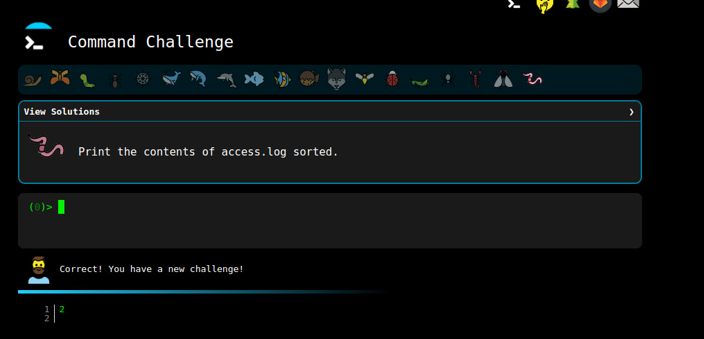 Command Challenge
View Solutions
Print the contents of access.log sorted.
(0)>
Correct! You have a new challenge!
1 2
2